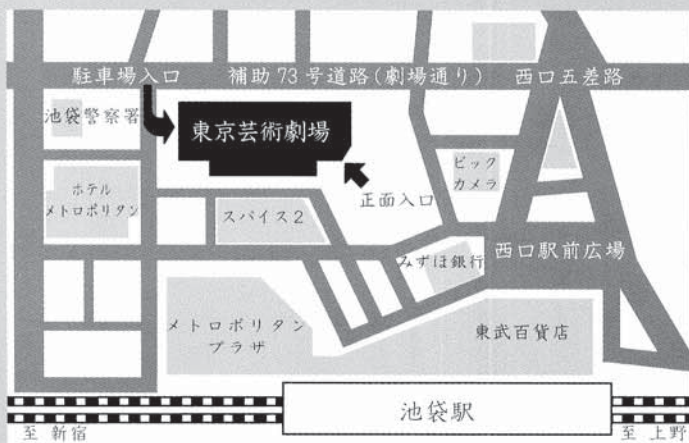 駐車場入口
補助73号道路(劇場通り)
西口五差路
池袋警察署
東京芸術劇場
ビック
カメラ
ホテル
メトロポリタン
正面入口
スパイス2
みずほ銀行
西口駅前広場
メトロポリタン
プラザ
東武百貨店
池袋駅
至 新宿
至 上野